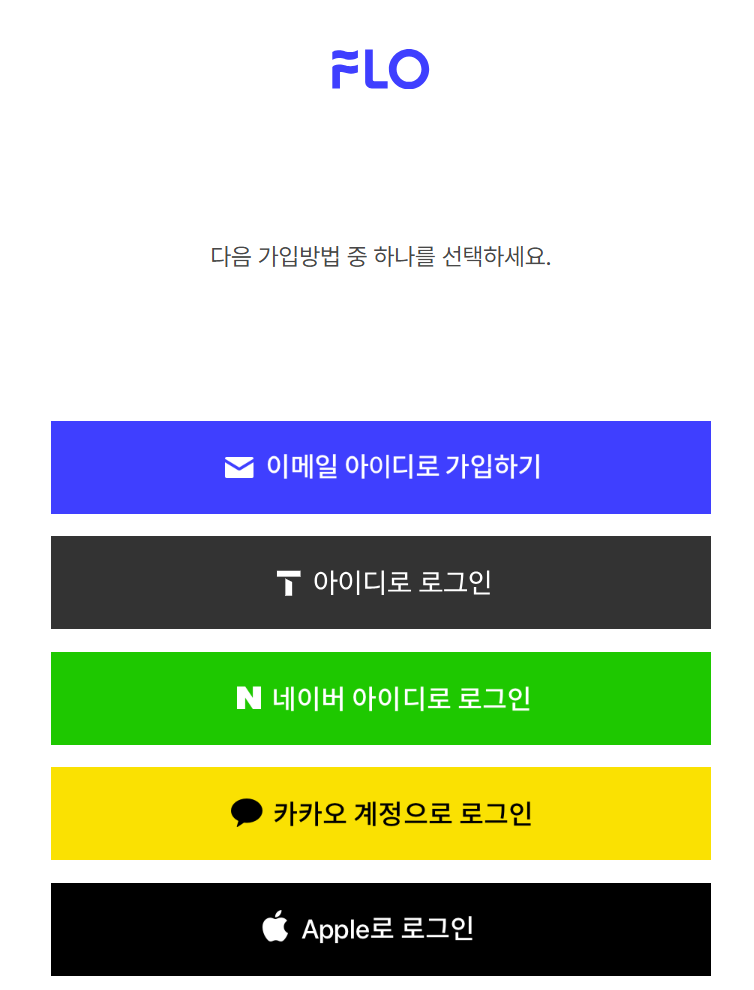 FLO
다음 가입방법 중 하나를 선택하세요.
이메일 아이디로 가입하기
T 아이디로 로그인
N 네이버 아이디로 로그인
카카오 계정으로 로그인
Apple로 로그인